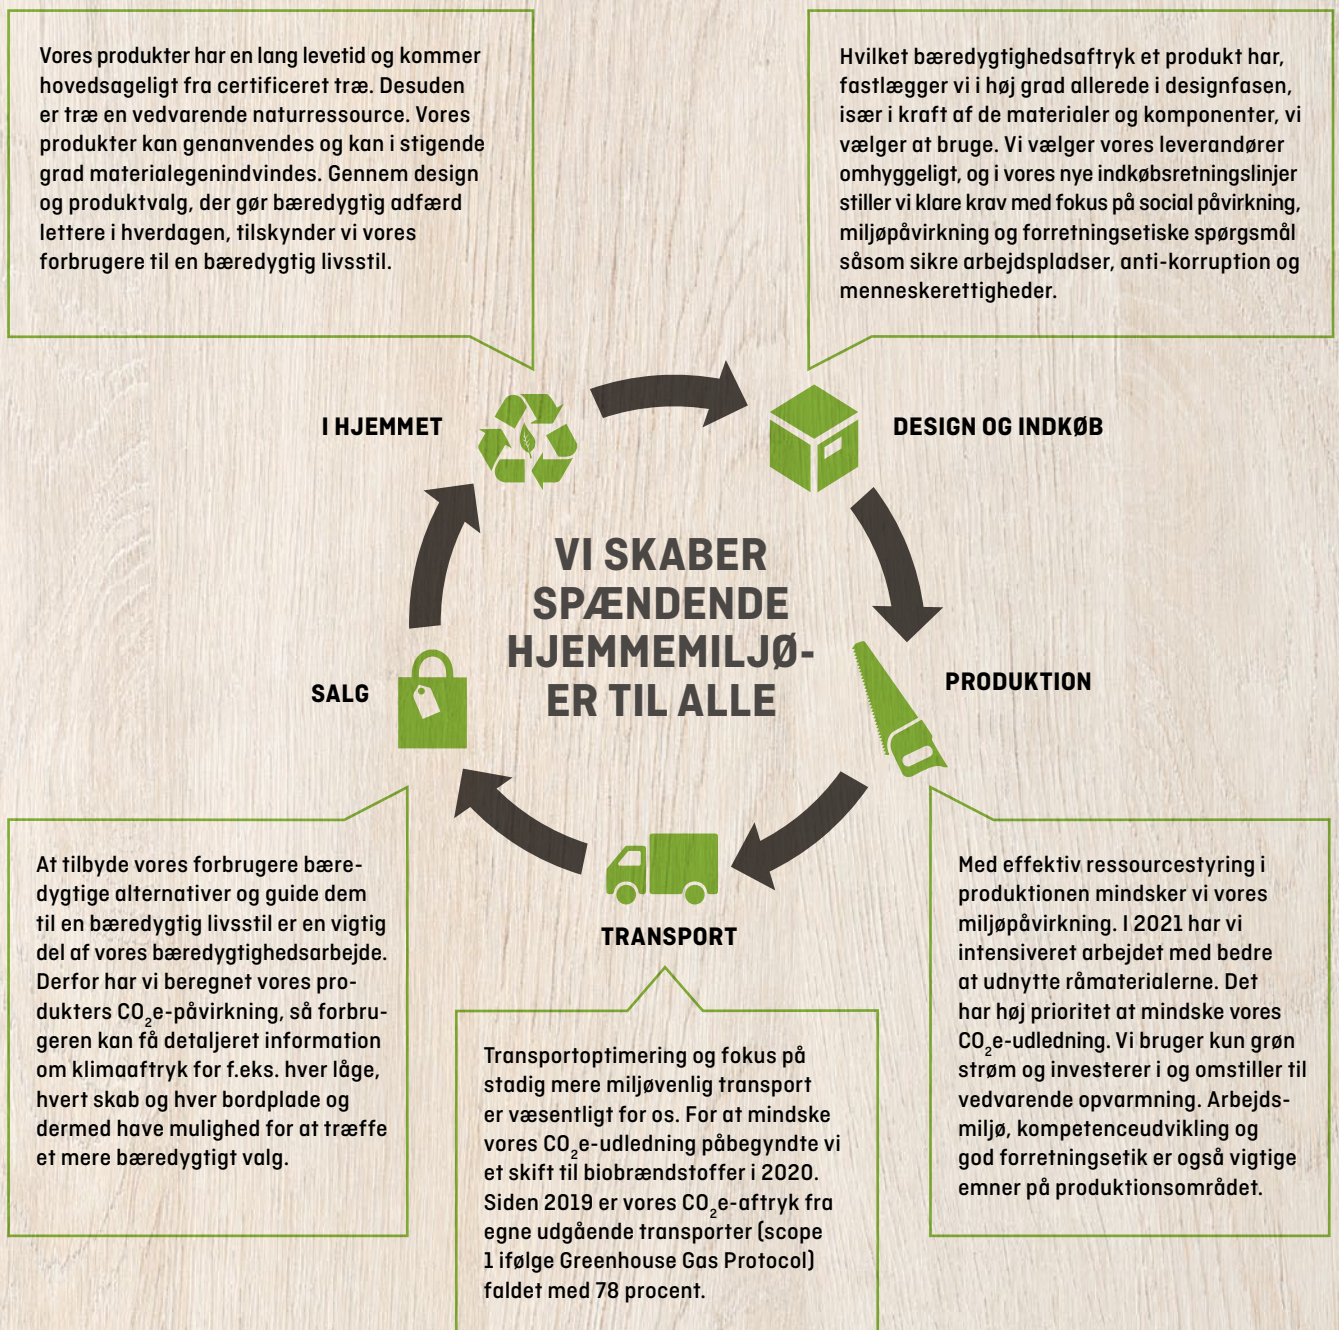 Vores produkter har en lang levetid og kommer
hovedsageligt fra certificeret træ. Desuden
er træ en vedvarende naturressource. Vores
produkter kan genanvendes og kan i stigende
grad materialegenindvindes. Gennem design
og produktvalg, der gør bæredygtig adfærd
lettere i hverdagen, tilskynder vi vores
forbrugere til en bæredygtig livsstil.
Hvilket bæredygtighedsaftryk et produkt har,
fastlægger vi i høj grad allerede i designfasen,
især i kraft af de materialer og komponenter, vi
vælger at bruge. Vi vælger vores leverandører
omhyggeligt, og i vores nye indkøbsretningslinjer
stiller vi klare krav med fokus på social påvirkning,
miljøpåvirkning og forretningsetiske spørgsmål
såsom sikre arbejdspladser, anti-korruption og
menneskerettigheder.
I HJEMMET
DESIGN OG INDKØB
VI SKABER
SPÆNDENDE
HJEMMEMILJØ-
ER TIL ALLE
SALG
PRODUKTION
TRANSPORT
At tilbyde vores forbrugere bære-
dygtige alternativer og guide dem
til en bæredygtig livsstil er en vigtig
del af vores bæredygtighedsarbejde.
Derfor har vi beregnet vores pro-
dukters CO₂e-påvirkning, så forbru-
geren kan få detaljeret information
om klimaaftryk for f.eks. hver låge,
hvert skab og hver bordplade og
dermed have mulighed for at træffe
et mere bæredygtigt valg.
Transportoptimering og fokus på
stadig mere miljøvenlig transport
er væsentligt for os. For at mindske
vores CO₂e-udledning påbegyndte vi
et skift til biobrændstoffer i 2020.
Siden 2019 er vores CO₂e-aftryk fra
egne udgående transporter (scope
1 ifølge Greenhouse Gas Protocol)
faldet med 78 procent.
Med effektiv ressourcestyring i
produktionen mindsker vi vores
miljøpåvirkning. I 2021 har vi
intensiveret arbejdet med bedre
at udnytte råmaterialerne. Det
har høj prioritet at mindske vores
CO₂e-udledning. Vi bruger kun grøn
strøm og investerer i og omstiller til
vedvarende opvarmning. Arbejds-
miljø, kompetenceudvikling og
god forretningsetik er også vigtige
emner på produktionsområdet.